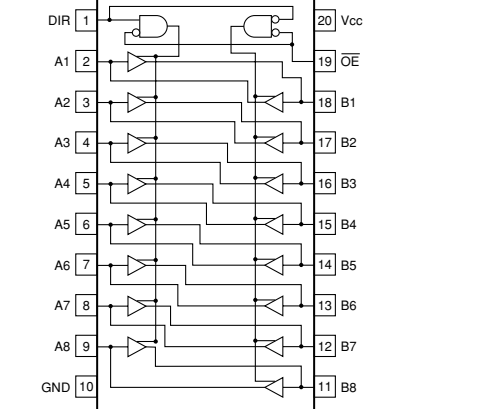 DIR 1 20 Vcc
A1 2 19 O̅E̅
A2 3 18 B1
A3 4 17 B2
A4 5 16 B3
A5 6 15 B4
A6 7 14 B5
A7 8 13 B6
A8 9 12 B7
GND 10 11 B8